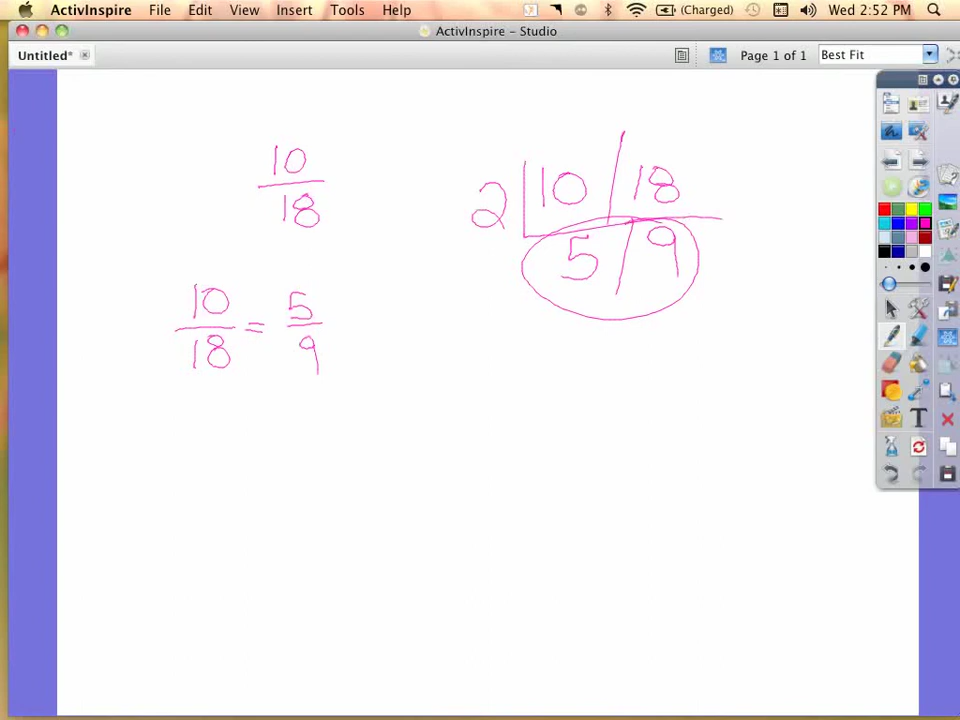 ActivInspire File Edit View Insert Tools Help (Charged) Wed 2:52 PM
ActivInspire - Studio
Untitled* Page 1 of 1 Best Fit
10
18
2 10 18
5 9
10 = 5
18 9
T